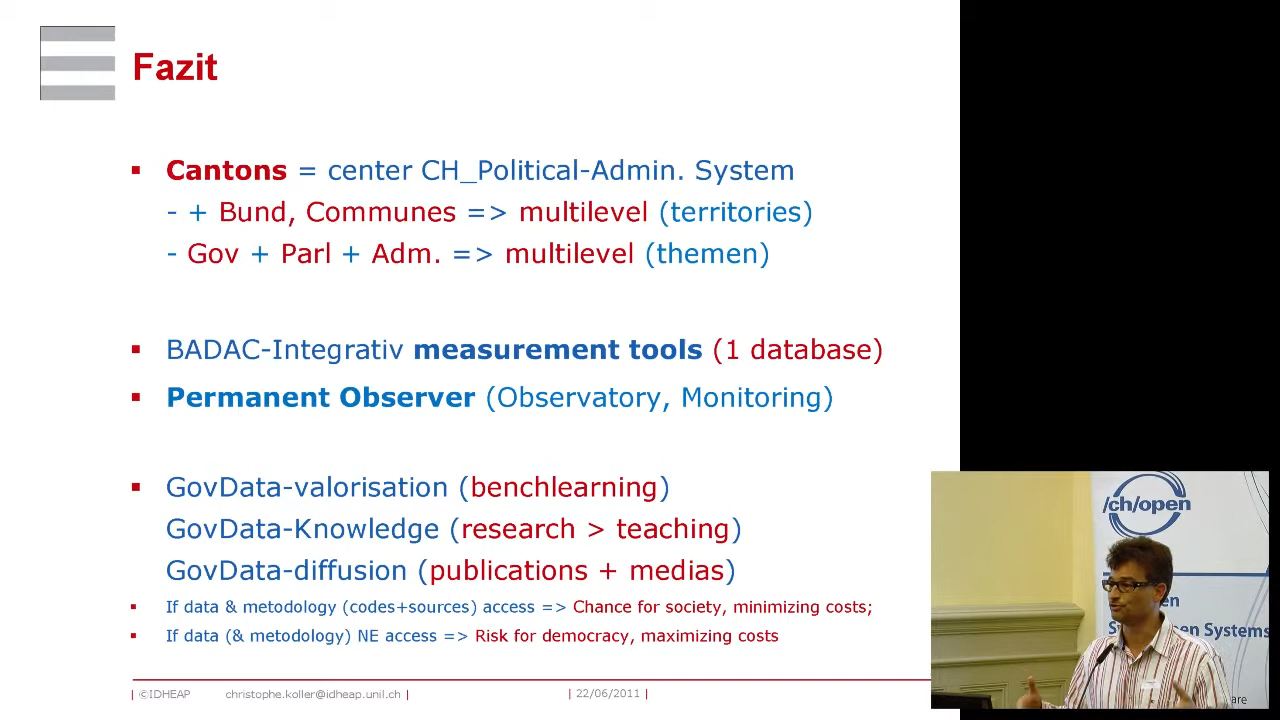 Fazit
▪ Cantons = center CH_Political-Admin. System
- + Bund, Communes => multilevel (territories)
- Gov + Parl + Adm. => multilevel (themen)
▪ BADAC-Integrativ measurement tools (1 database)
▪ Permanent Observer (Observatory, Monitoring)
▪ GovData-valorisation (benchlearning)
GovData-Knowledge (research > teaching)
GovData-diffusion (publications + medias)
▪ If data & metodology (codes+sources) access => Chance for society, minimizing costs;
▪ If data (& metodology) NE access => Risk for democracy, maximizing costs
| ©IDHEAP christophe.koller@idheap.unil.ch | | 22/06/2011 |
/ch/open
Systems